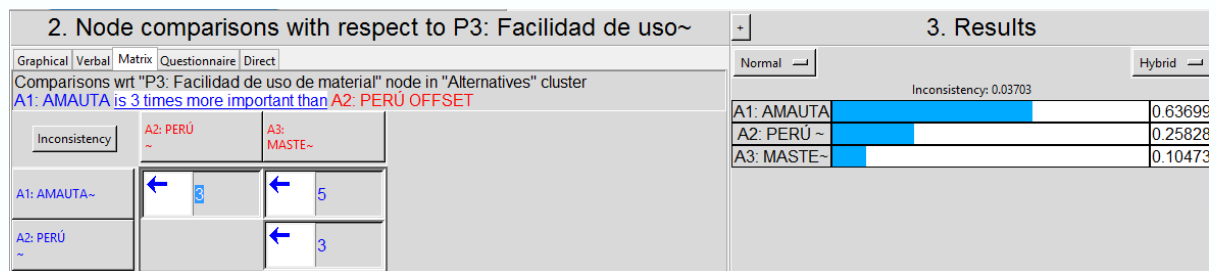 2. Node comparisons with respect to P3: Facilidad de uso~
Graphical Verbal Matrix Questionnaire Direct
Comparisons wrt "P3: Facilidad de uso de material" node in "Alternatives" cluster
A1: AMAUTA is 3 times more important than A2: PERÚ OFFSET
Inconsistency
A2: PERÚ
~
A3:
MASTE~
A1: AMAUTA~
3
5
A2: PERÚ
~
3
+
3. Results
Normal
Hybrid
Inconsistency: 0.03703
A1: AMAUTA 0.63699
A2: PERÚ ~ 0.25828
A3: MASTE~ 0.10473